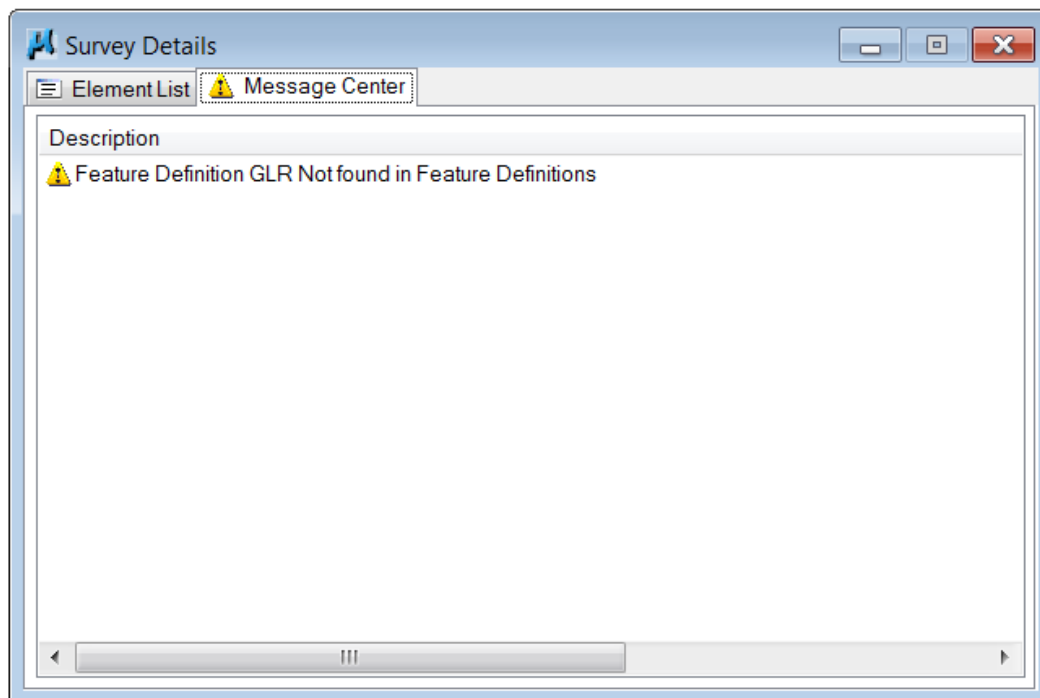 Survey Details
Element List
Message Center
Description
Feature Definition GLR Not found in Feature Definitions